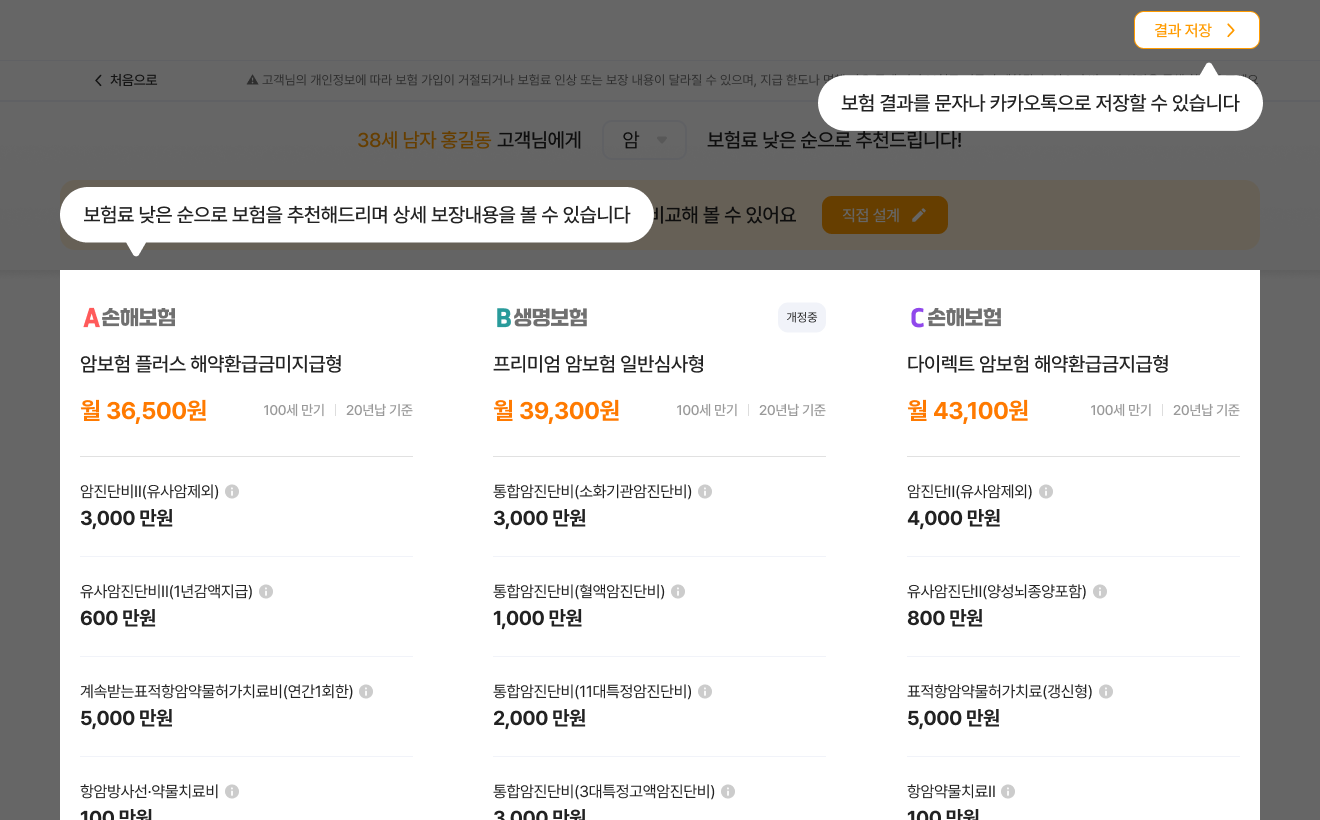 결과 저장
처음으로
고객님의 개인정보에 따라 보험 가입이 거절되거나 보험료 인상 또는 보장 내용이 달라질 수 있으며, 지급 한도나
보험 결과를 문자나 카카오톡으로 저장할 수 있습니다
38세 남자 홍길동 고객님에게 암 보험료 낮은 순으로 추천드립니다!
보험료 낮은 순으로 보험을 추천해드리며 상세 보장내용을 볼 수 있습니다
비교해 볼 수 있어요
직접 설계
A손해보험
암보험 플러스 해약환급금미지급형
월 36,500원
100세 만기 | 20년납 기준
암진단비II(유사암제외)
3,000 만원
유사암진단비II(1년감액지급)
600 만원
계속받는표적항암약물허가치료비(연간1회한)
5,000 만원
항암방사선·약물치료비
100 만원
B생명보험
개정중
프리미엄 암보험 일반심사형
월 39,300원
100세 만기 | 20년납 기준
통합암진단비(소화기관암진단비)
3,000 만원
통합암진단비(혈액암진단비)
1,000 만원
통합암진단비(11대특정암진단비)
2,000 만원
통합암진단비(3대특정고액암진단비)
3,000 만원
C손해보험
다이렉트 암보험 해약환급금지급형
월 43,100원
100세 만기 | 20년납 기준
암진단II(유사암제외)
4,000 만원
유사암진단II(양성뇌종양포함)
800 만원
표적항암약물허가치료(갱신형)
5,000 만원
항암약물치료II
100 만원